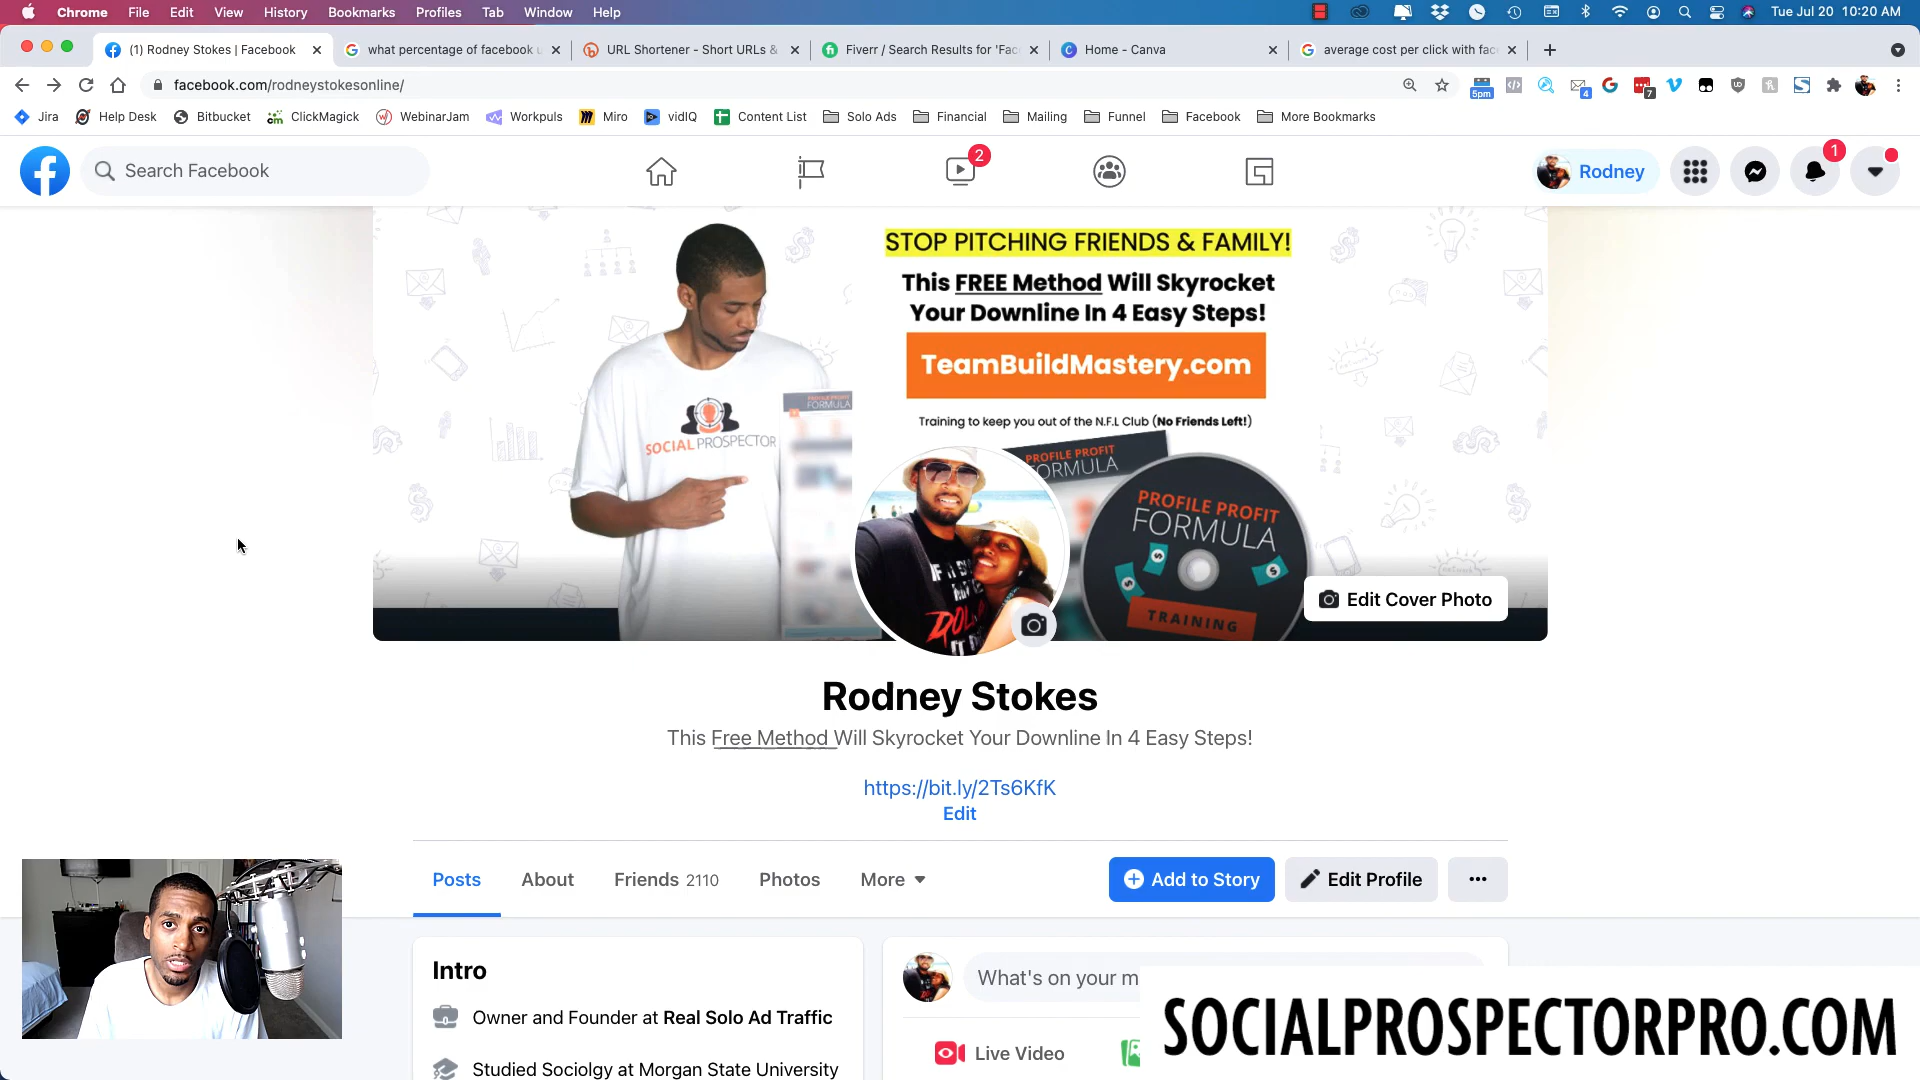 Chrome File Edit View History Bookmarks Profiles Tab Window Help Tue Jul 20 10:20 AM
(1) Rodney Stokes | Facebook what percentage of facebook URL Shortener - Short URLs & Fiverr / Search Results for 'Fac Home - Canva average cost per click with fac
facebook.com/rodneystokesonline/ 5pm 4 7
Jira Help Desk Bitbucket ClickMagick WebinarJam Workpuls Miro vidIQ Content List Solo Ads Financial Mailing Funnel Facebook More Bookmarks
Search Facebook 2 Rodney 1
STOP PITCHING FRIENDS & FAMILY!
This FREE Method Will Skyrocket
Your Downline In 4 Easy Steps!
TeamBuildMastery.com
Training to keep you out of the N.F.L Club (No Friends Left!)
SOCIAL PROSPECTOR
PROFILE PROFIT
FORMULA
PROFILE PROFIT
FORMULA
PROFILE PROFIT
FORMULA
TRAINING
Edit Cover Photo
Rodney Stokes
This Free Method Will Skyrocket Your Downline In 4 Easy Steps!
https://bit.ly/2Ts6KfK
Edit
Posts About Friends 2110 Photos More Add to Story Edit Profile
Intro
What's on your m
Owner and Founder at Real Solo Ad Traffic
Live Video
Studied Sociolgy at Morgan State University
SOCIALPROSPECTORPRO.COM